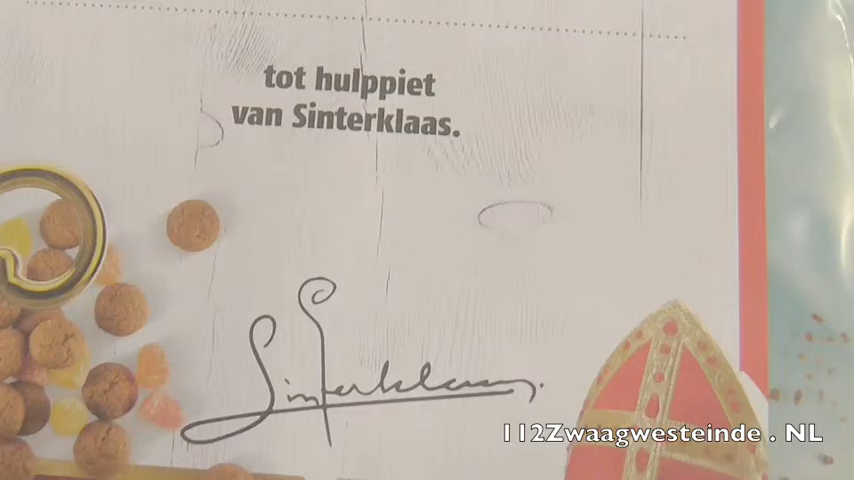 tot hulppiet
van Sinterklaas.
Sinterklaas.
112Zwaagwesteinde.NL